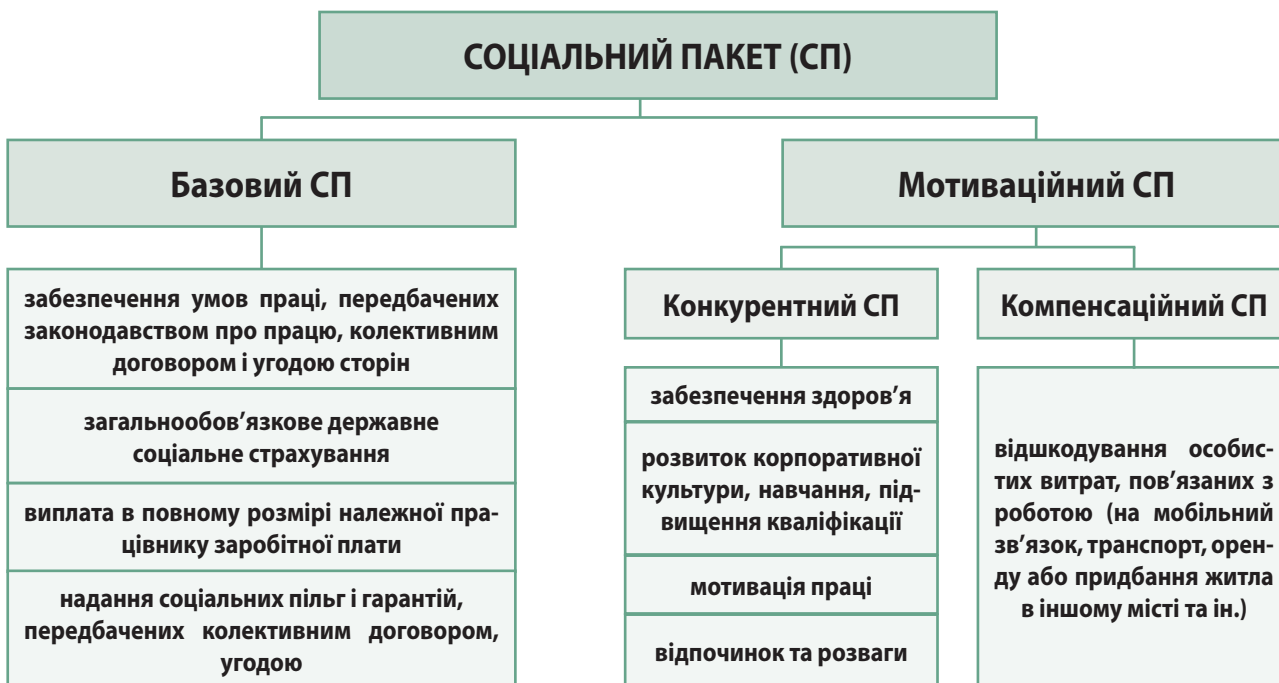 СОЦІАЛЬНИЙ ПАКЕТ (СП)
Базовий СП
забезпечення умов праці, передбачених
законодавством про працю, колективним
договором і угодою сторін
загальнообов’язкове державне
соціальне страхування
виплата в повному розмірі належної пра-
цівнику заробітної плати
надання соціальних пільг і гарантій,
передбачених колективним договором,
угодою
Мотиваційний СП
Конкурентний СП
забезпечення здоров’я
розвиток корпоративної
культури, навчання, під-
вищення кваліфікації
мотивація праці
відпочинок та розваги
Компенсаційний СП
відшкодування особис-
тих витрат, пов’язаних з
роботою (на мобільний
зв’язок, транспорт, орен-
ду або придбання житла
в іншому місті та ін.)